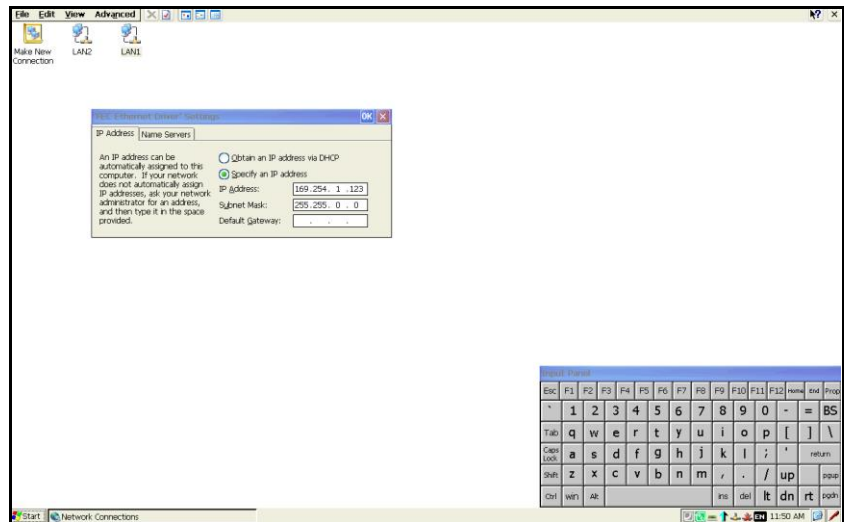 File Edit View Advanced
Make New Connection
LAN2
LAN1
Ethernet Driver' Settings
OK
IP Address
Name Servers
An IP address can be
automatically assigned to this
computer. If your network
does not automatically assign
IP addresses, ask your network
administrator for an address,
and then type it in the space
provided.
Obtain an IP address via DHCP
Specify an IP address
IP Address: 169.254. 1 .123
Subnet Mask: 255.255. 0 . 0
Default Gateway: . . .
Input Panel
Esc F1 F2 F3 F4 F5 F6 F7 F8 F9 F10 F11 F12 Home End Prop
` 1 2 3 4 5 6 7 8 9 0 - = BS
Tab q w e r t y u i o p [ ] \
Caps Lock a s d f g h j k l ; ' return
Shift z x c v b n m , . / up pgup
Ctrl win Alt ins del lt dn rt pgdn
Start Network Connections EN 11:50 AM